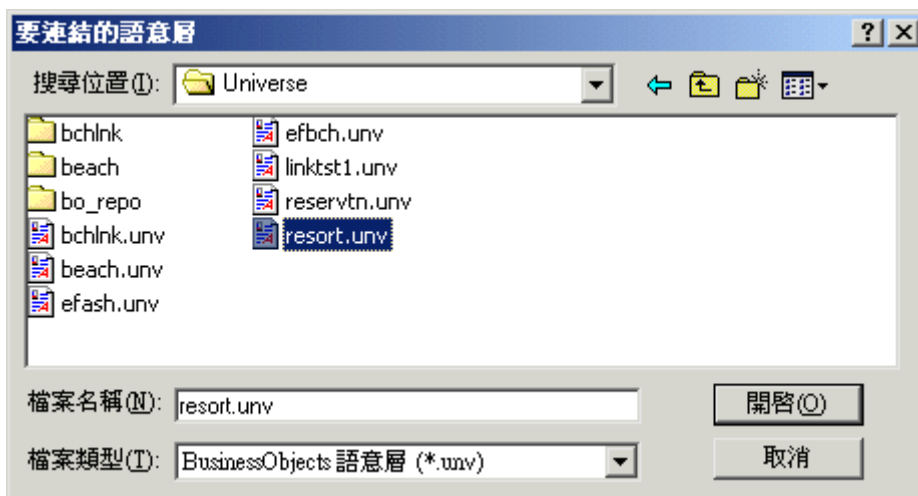 要連結的語意層
搜尋位置(I): Universe
bchlnk
beach
bo_repo
bchlnk.unv
beach.unv
efash.unv
efbch.unv
linktst1.unv
reservtn.unv
resort.unv
檔案名稱(N): resort.unv
開啓(O)
檔案類型(T): BusinessObjects 語意層 (*.unv)
取消